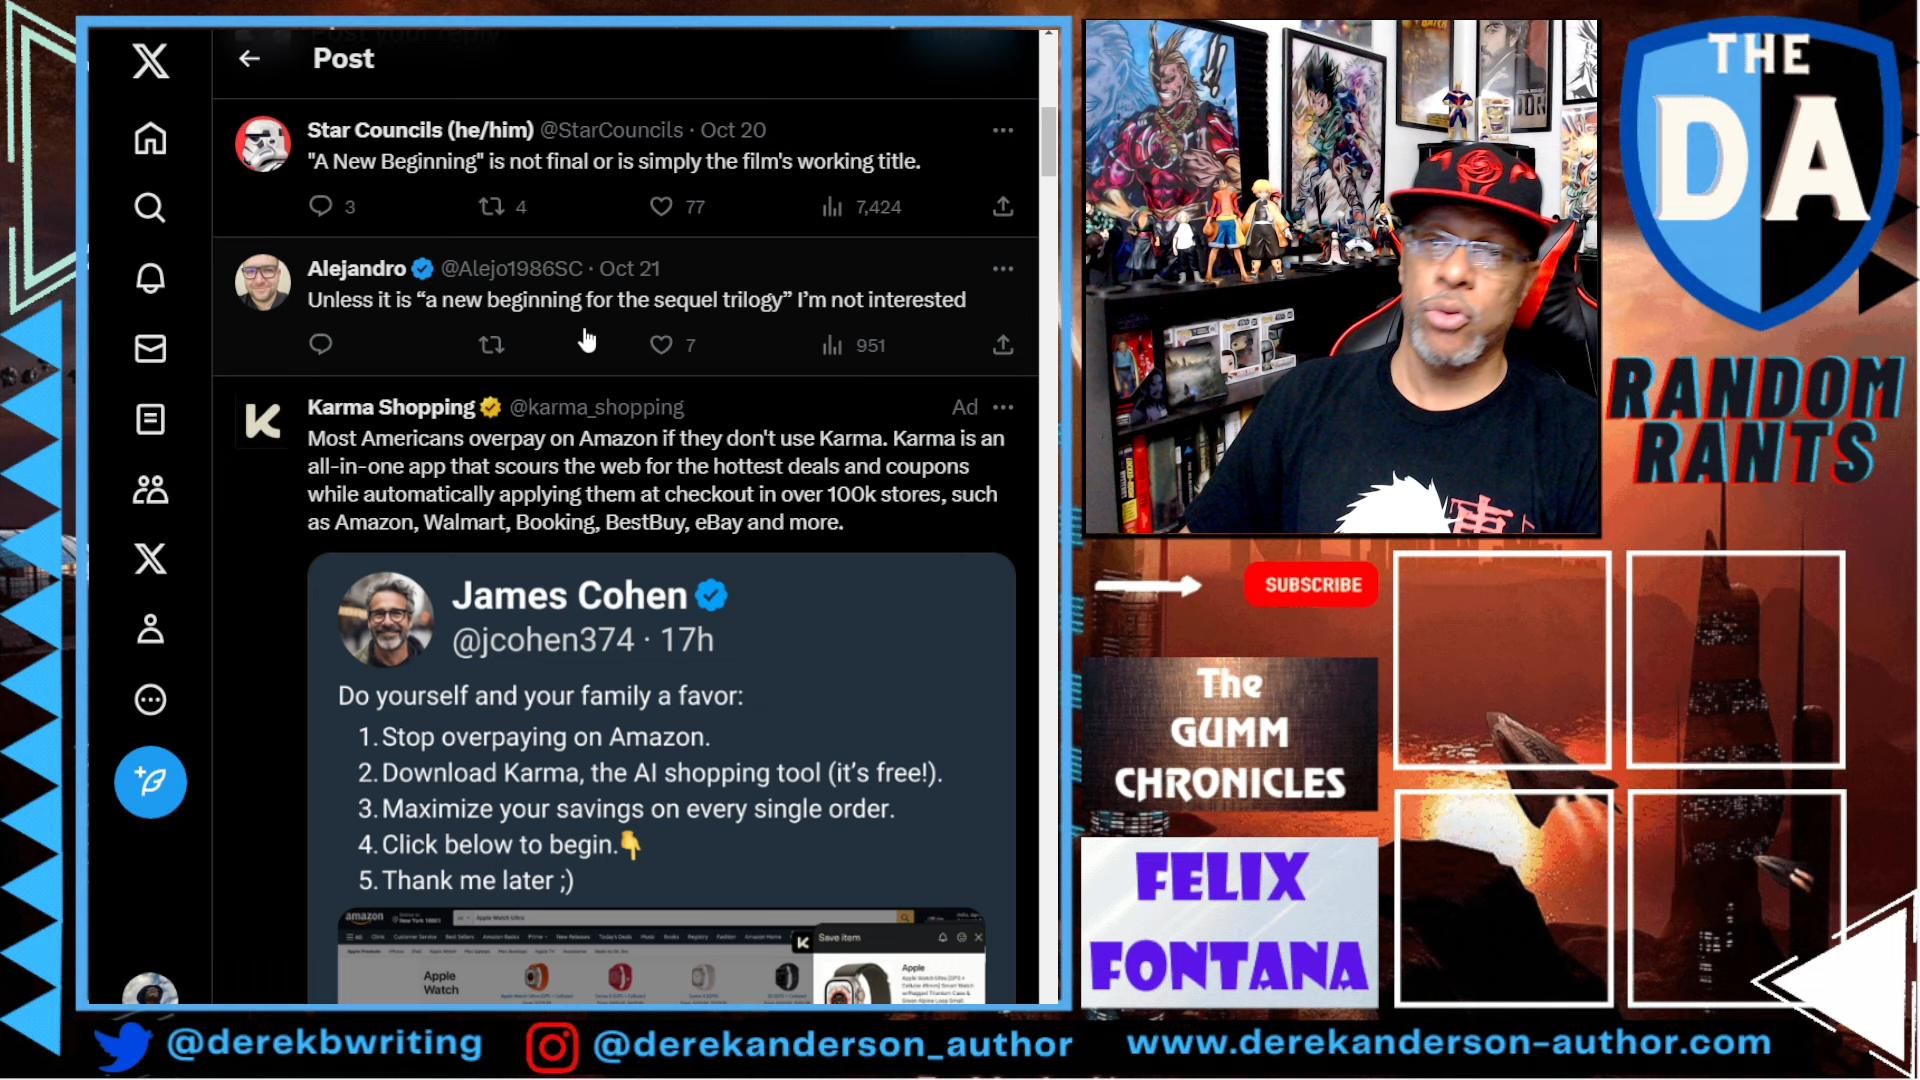 Post
Star Councils (he/him) @StarCouncils · Oct 20
"A New Beginning" is not final or is simply the film's working title.
3 4 77 7,424
Alejandro @Alejo1986SC · Oct 21
Unless it is “a new beginning for the sequel trilogy” I’m not interested
7 951
Karma Shopping @karma_shopping Ad
Most Americans overpay on Amazon if they don't use Karma. Karma is an
all-in-one app that scours the web for the hottest deals and coupons
while automatically applying them at checkout in over 100k stores, such
as Amazon, Walmart, Booking, BestBuy, eBay and more.
James Cohen
@jcohen374 · 17h
Do yourself and your family a favor:
1. Stop overpaying on Amazon.
2. Download Karma, the AI shopping tool (it’s free!).
3. Maximize your savings on every single order.
4. Click below to begin.👇
5. Thank me later ;)
amazon
Apple Watch Ultra
Save item
Apple
Watch
Apple
THE
DA
RANDOM
RANTS
SUBSCRIBE
The
GUMM
CHRONICLES
FELIX
FONTANA
@derekbwriting
@derekanderson_author
www.derekanderson-author.com